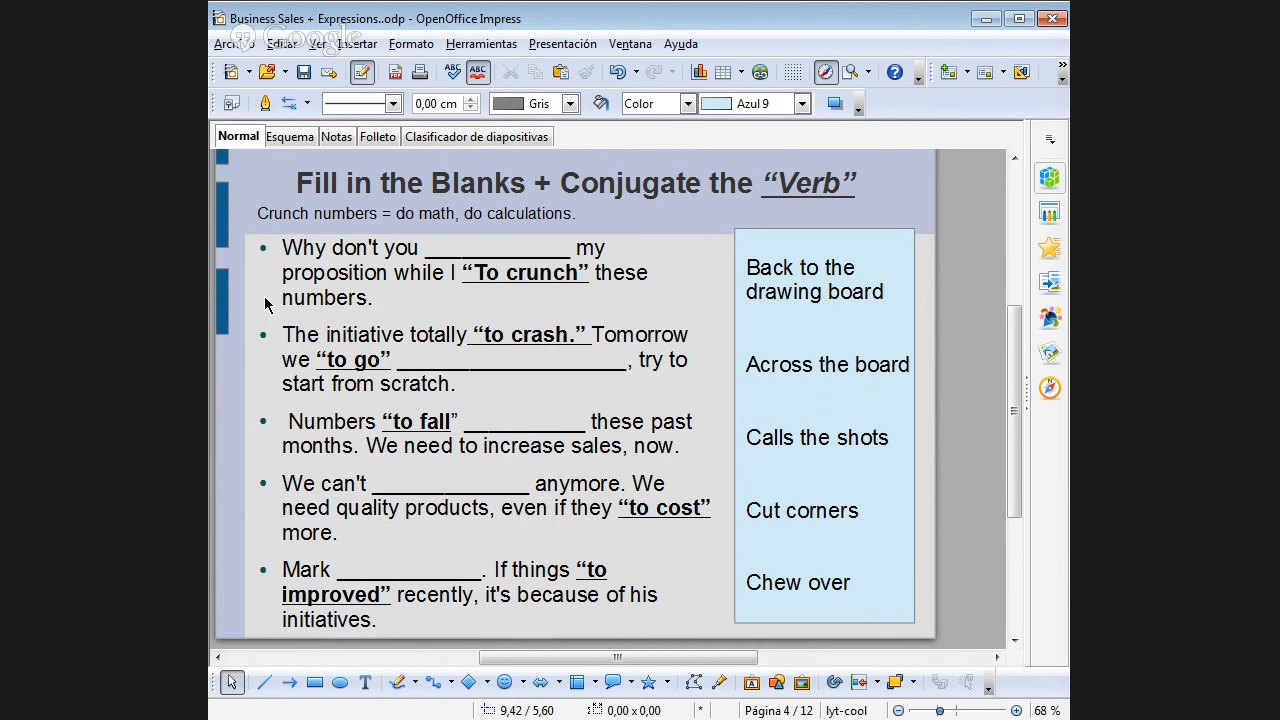 Business Sales + Expressions..odp - OpenOffice Impress
Google
Archivo Editar Ver Insertar Formato Herramientas Presentación Ventana Ayuda
0,00 cm Gris Color Azul 9
Normal Esquema Notas Folleto Clasificador de diapositivas
Fill in the Blanks + Conjugate the “Verb”
Crunch numbers = do math, do calculations.
• Why don't you ____________ my
proposition while I “To crunch” these
numbers.
• The initiative totally “to crash.” Tomorrow
we “to go” ___________________, try to
start from scratch.
• Numbers “to fall” __________ these past
months. We need to increase sales, now.
• We can't _____________ anymore. We
need quality products, even if they “to cost”
more.
• Mark ____________. If things “to
improved” recently, it's because of his
initiatives.
Back to the
drawing board
Across the board
Calls the shots
Cut corners
Chew over
9,42 / 5,60 0,00 x 0,00 * Página 4 / 12 lyt-cool 68 %